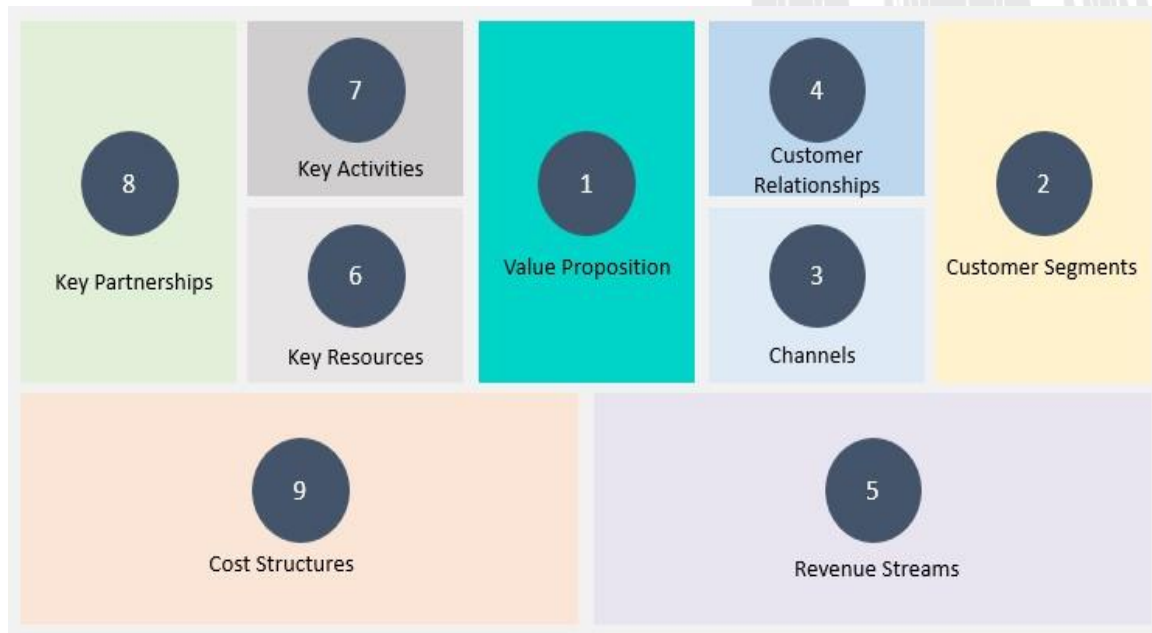 8
Key Partnerships
7
Key Activities
6
Key Resources
1
Value Proposition
4
Customer
Relationships
3
Channels
2
Customer Segments
9
Cost Structures
5
Revenue Streams